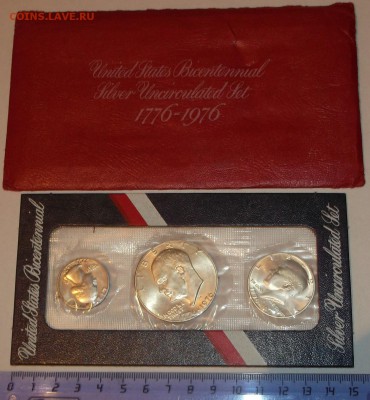 COINS.LAVE.RU
United States Bicentennial
Silver Uncirculated Set
1776-1976
United States Bicentennial
Silver Uncirculated Set
1 2 3 4 5 6 7 8 9 10 11 12 13 14 15